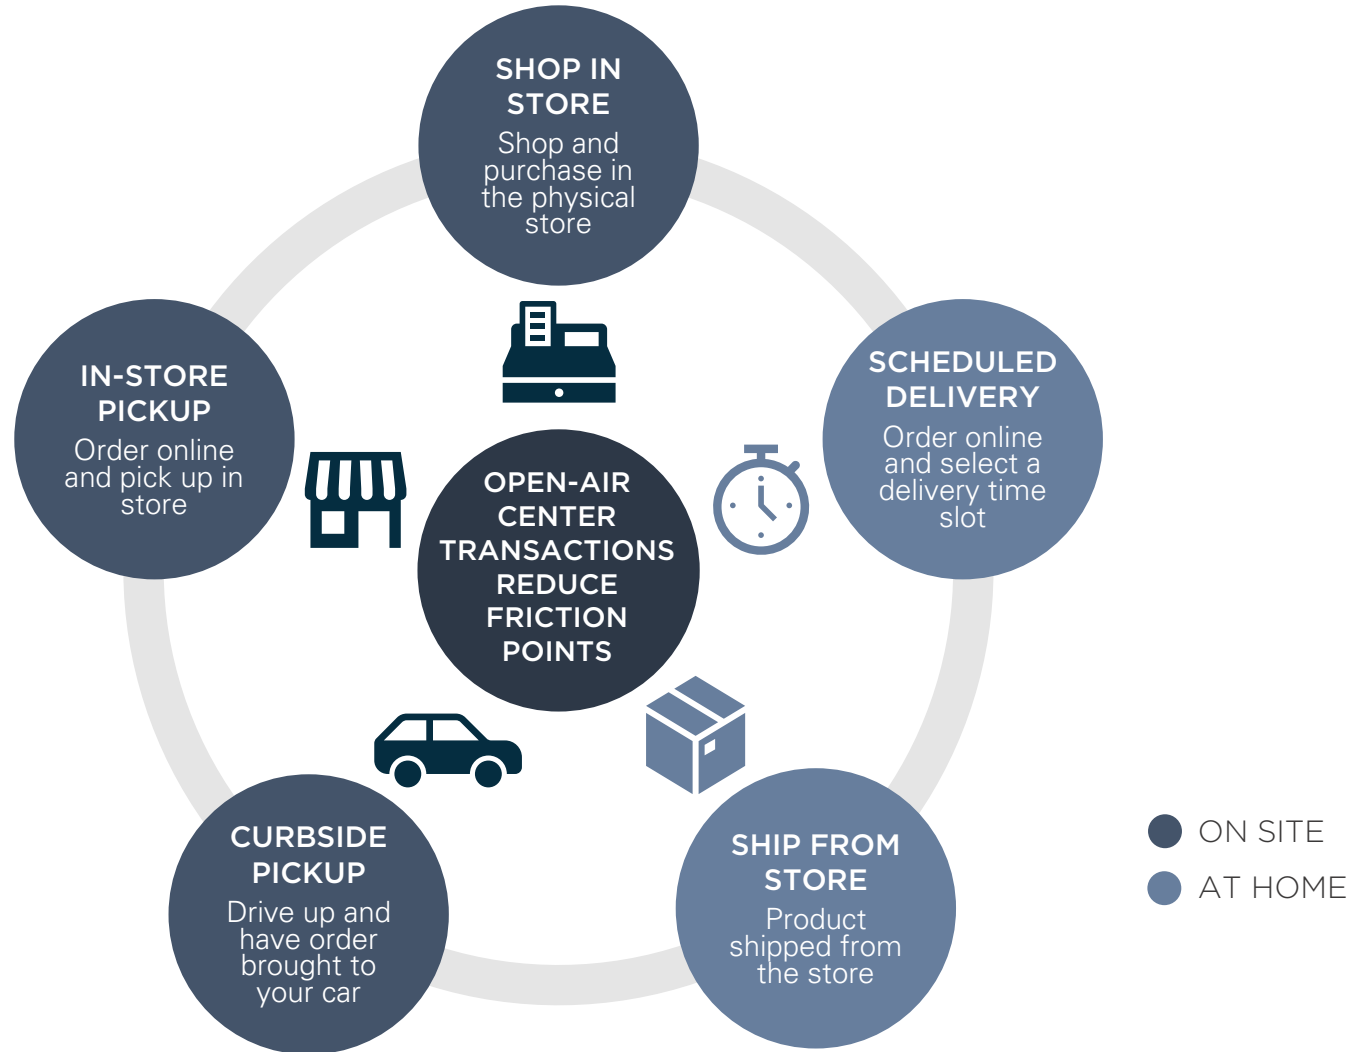 SHOP IN
STORE
Shop and
purchase in
the physical
store
IN-STORE
PICKUP
Order online
and pick up in
store
SCHEDULED
DELIVERY
Order online
and select a
delivery time
slot
OPEN-AIR
CENTER
TRANSACTIONS
REDUCE
FRICTION
POINTS
CURBSIDE
PICKUP
Drive up and
have order
brought to
your car
SHIP FROM
STORE
Product
shipped from
the store
ON SITE
AT HOME